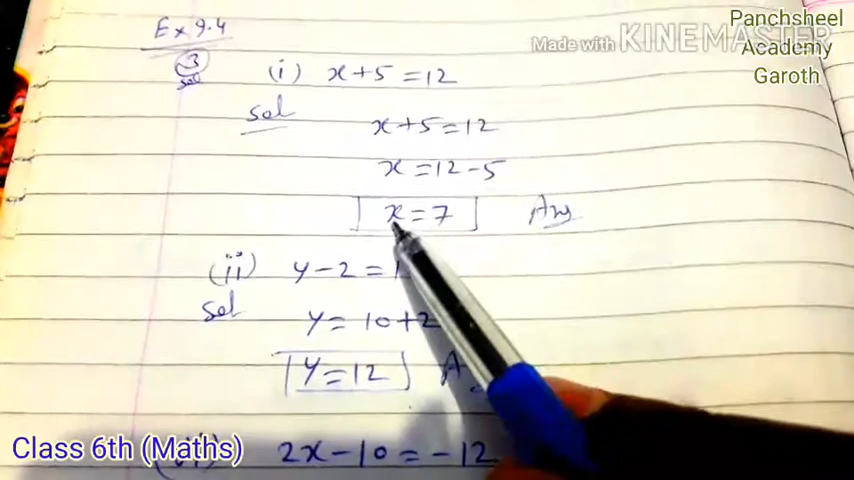 Panchsheel
Academy
Garoth
Made with KINEMASTER
Ex 9.4
3
Sol
(i) x+5=12
Sol
x+5=12
x=12-5
x=7 Ans
(ii) y-2=1
Sol
y=10+2
y=12 A
2x-10=-12
Class 6th (Maths)